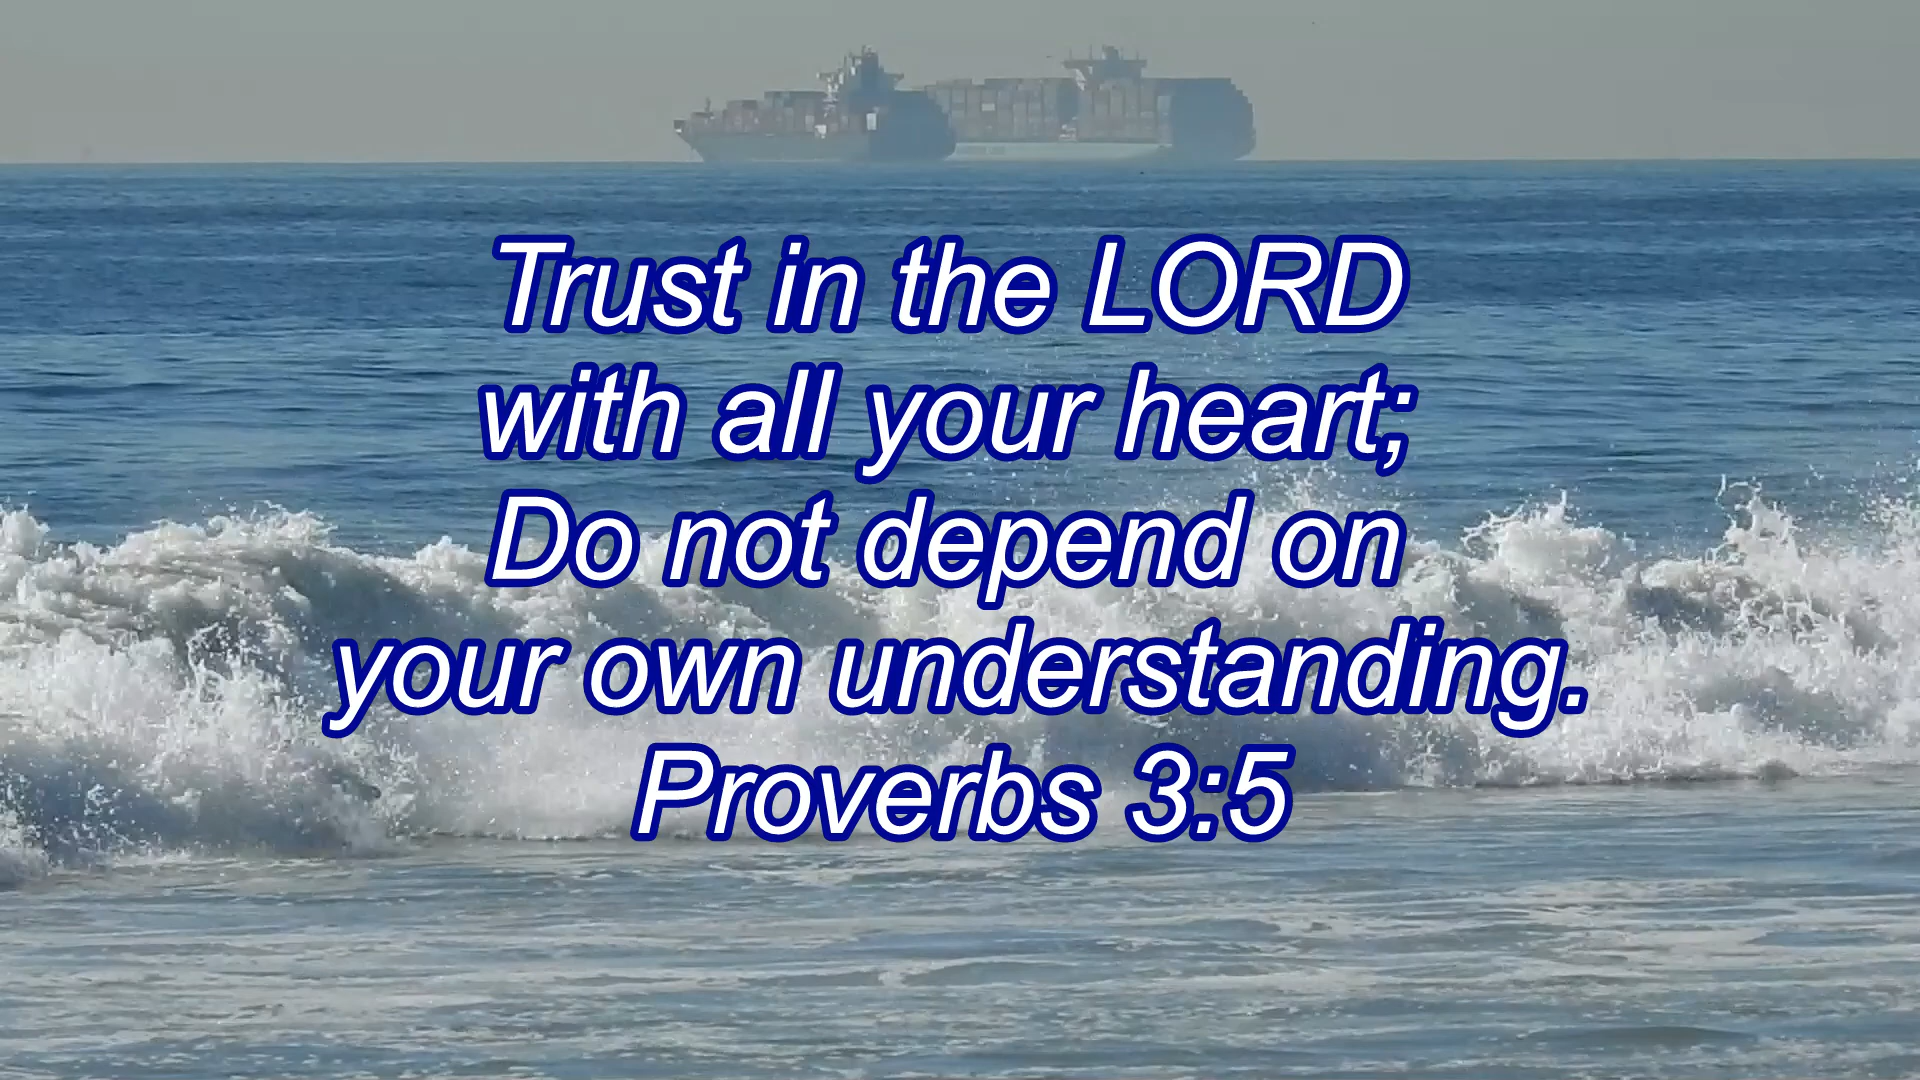 Trust in the LORD
with all your heart;
Do not depend on
your own understanding.
Proverbs 3:5